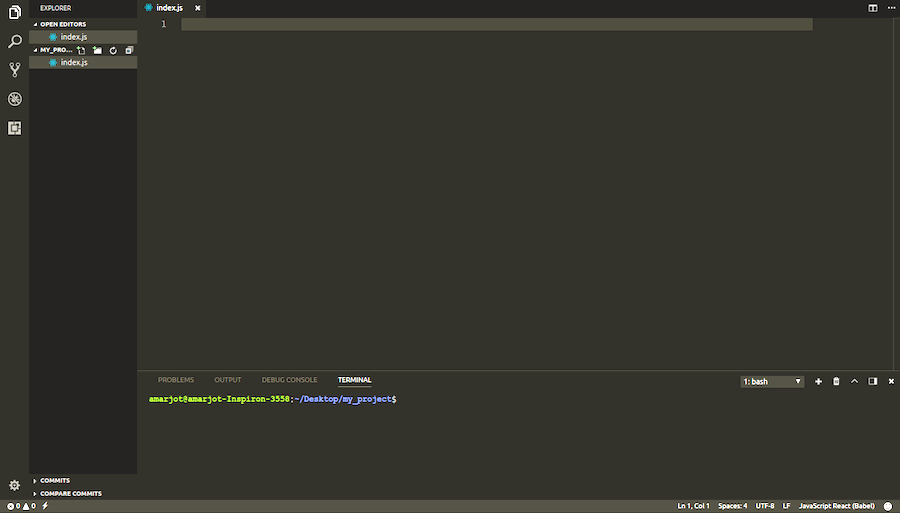 EXPLORER
OPEN EDITORS
index.js
MY_PRO...
index.js
COMMITS
COMPARE COMMITS
index.js
1
PROBLEMS OUTPUT DEBUG CONSOLE TERMINAL 1: bash
amarjot@amarjot-Inspiron-3558:~/Desktop/my_project$
0 0 Ln 1, Col 1 Spaces: 4 UTF-8 LF JavaScript React (Babel)